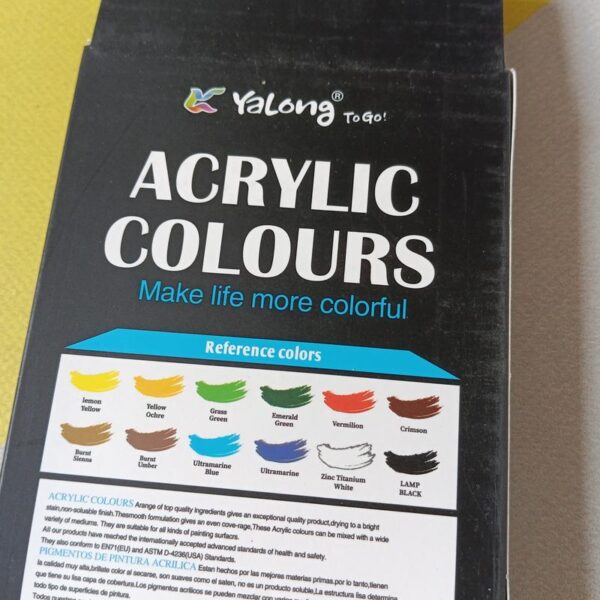 YaLong® To Go!
ACRYLIC
COLOURS
Make life more colorful
Reference colors
lemon Yellow
Yellow Ochre
Grass Green
Emerald Green
Vermilion
Crimson
Burnt Sienna
Burnt Umber
Ultramarine Blue
Ultramarine
Zinc Titanium White
LAMP BLACK
ACRYLIC COLOURS Arange of top quality ingredients gives an exceptional quality product,drying to a bright
stain,non-soluable finish.Thesmooth formulation gives an even cove-rage,These Acrylic colours can be mixed with a wide
variety of mediums. They are suitable for all kinds of painting surfacrs.
All our products have reached the internationally accepted advanced standards of health and safety.
They also conform to EN71(EU) and ASTM D-4236(USA) Standards.
PIGMENTOS DE PINTURA ACRILICA Estan hechos por las mejores materias primas.por lo tanto,tienen
la calidad muy alta,brillate color al secarse, son suaves como el saten, no es un producto soluble,La estructura lisa determina
que tiene su lisa capa de cobertura.Los pigmentos acrilicos se pueden mezclar con
todo tipo de superficies de pintura.